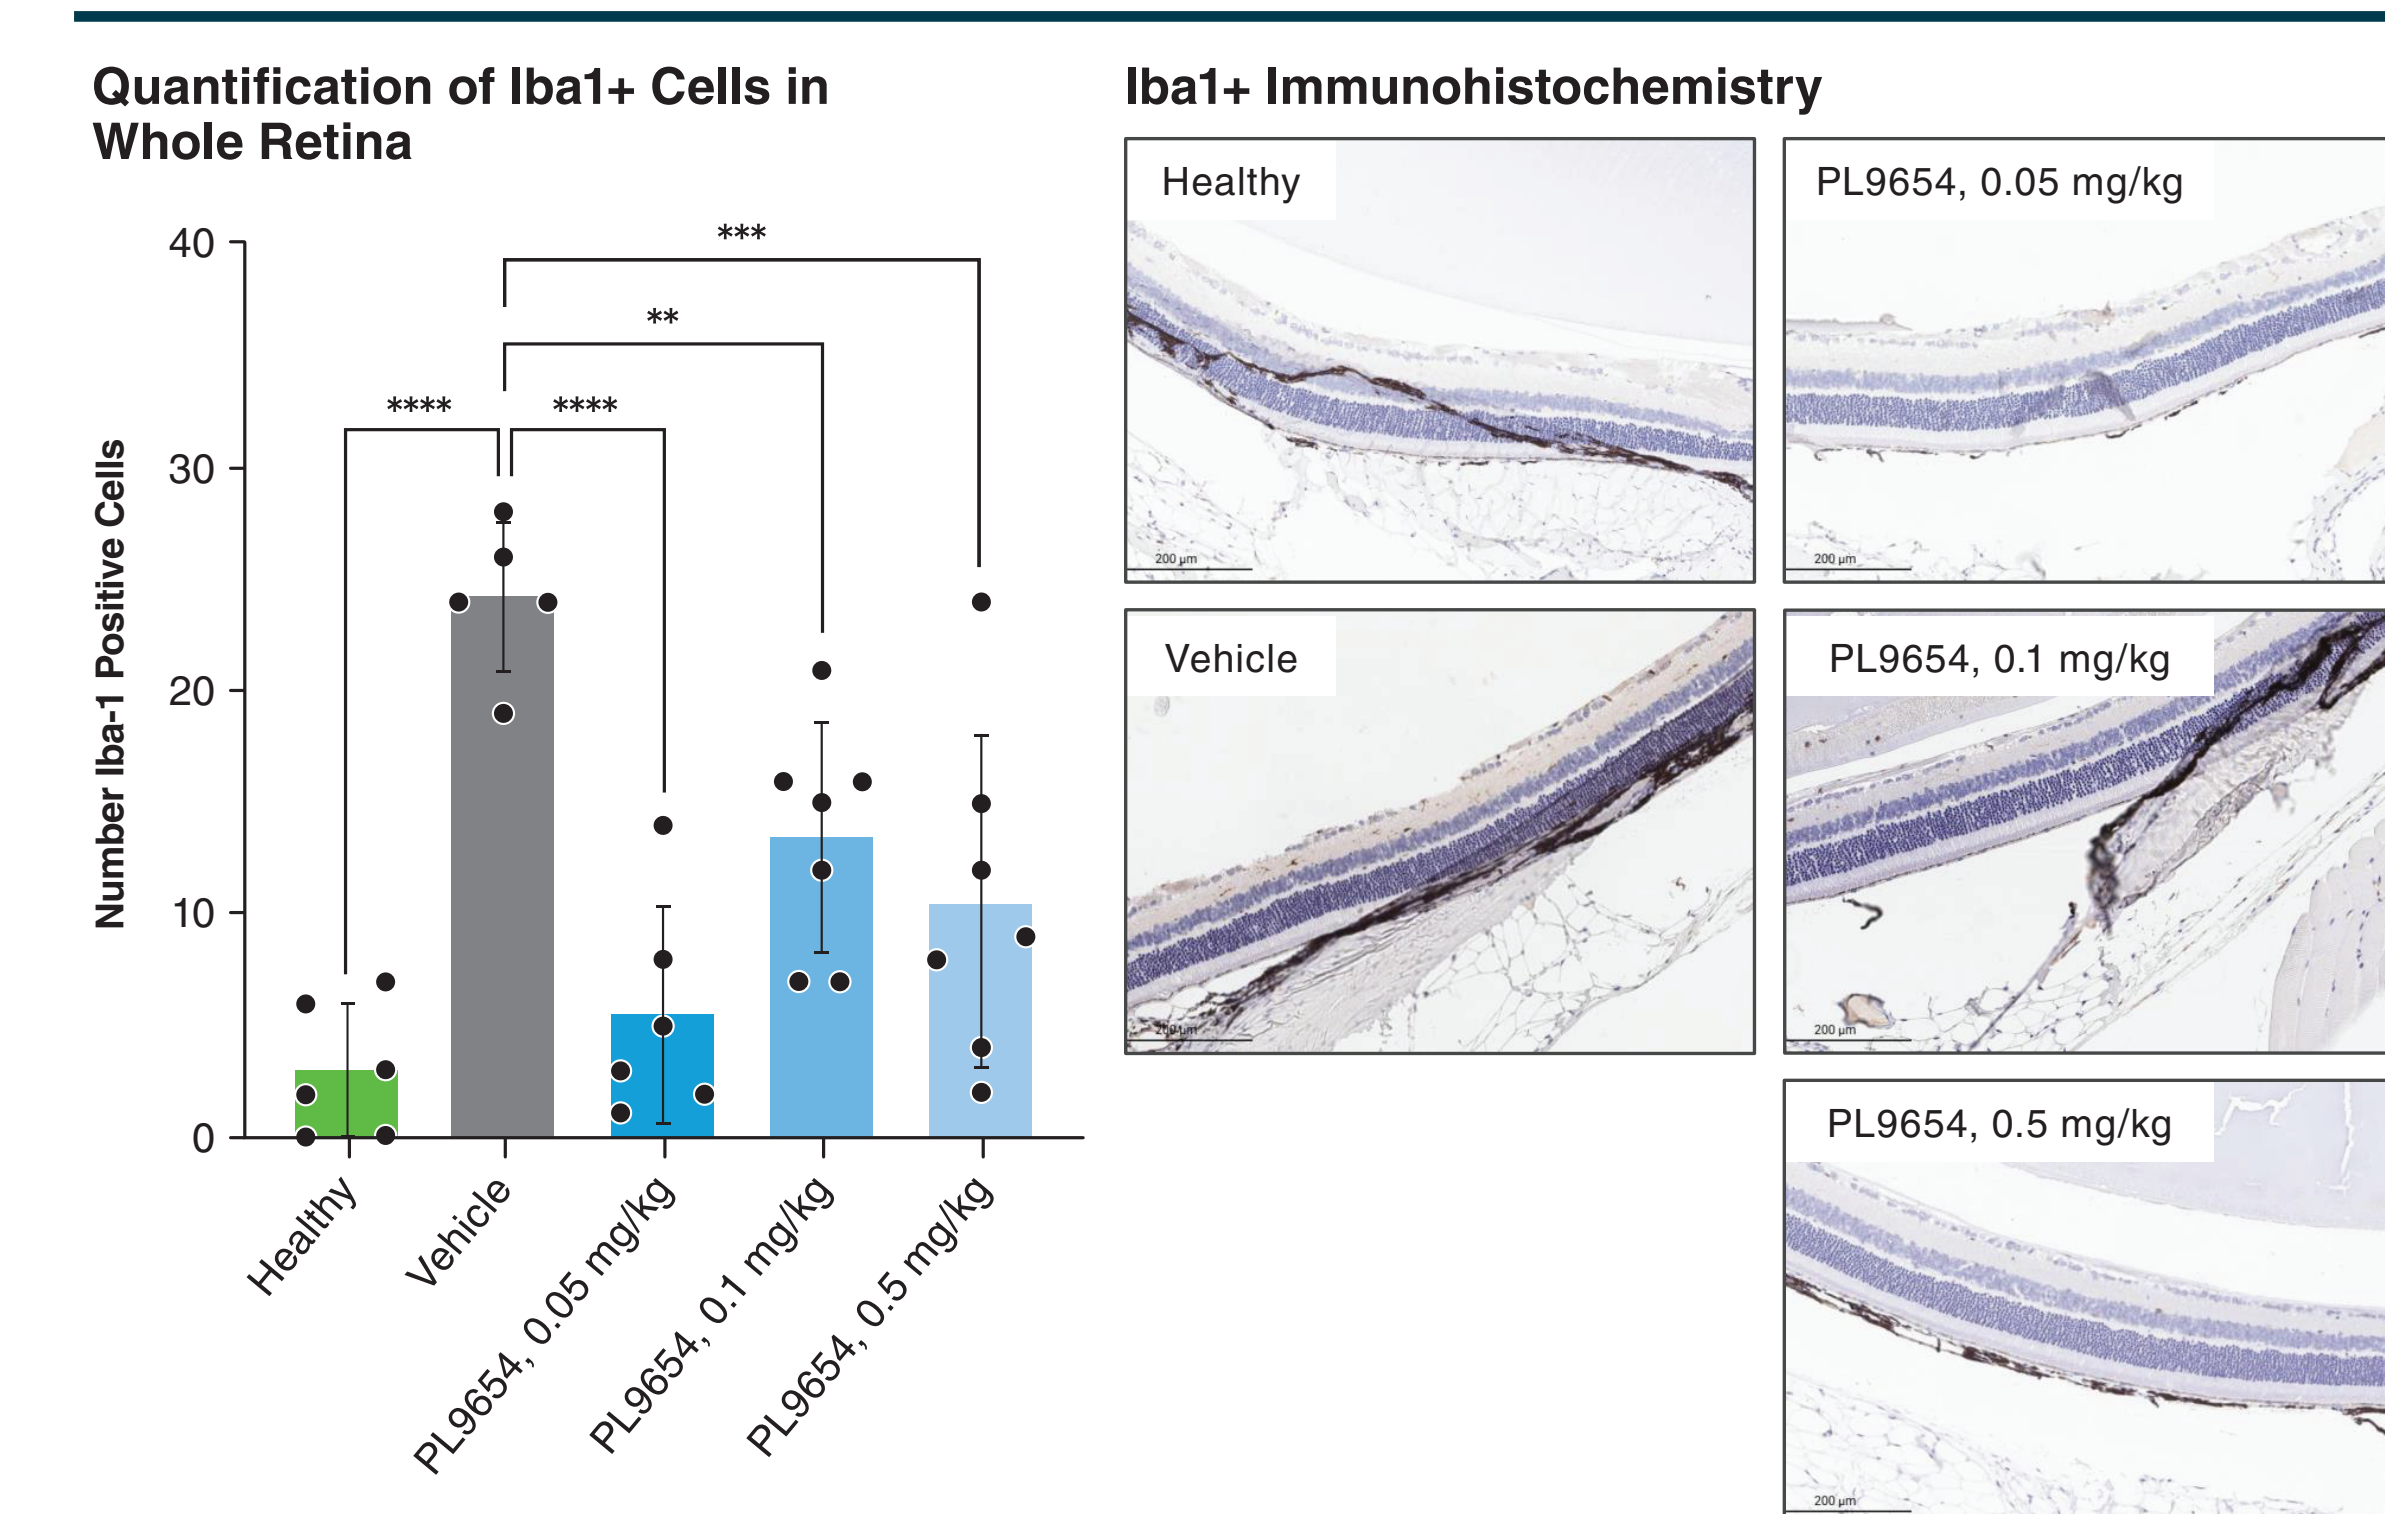 Quantification of Iba1+ Cells in
Whole Retina
Number Iba-1 Positive Cells
40
30
20
10
0
***
**
****
****
Healthy
Vehicle
PL9654, 0.05 mg/kg
PL9654, 0.1 mg/kg
PL9654, 0.5 mg/kg
Iba1+ Immunohistochemistry
Healthy
200 µm
PL9654, 0.05 mg/kg
200 µm
Vehicle
200 µm
PL9654, 0.1 mg/kg
200 µm
PL9654, 0.5 mg/kg
200 µm